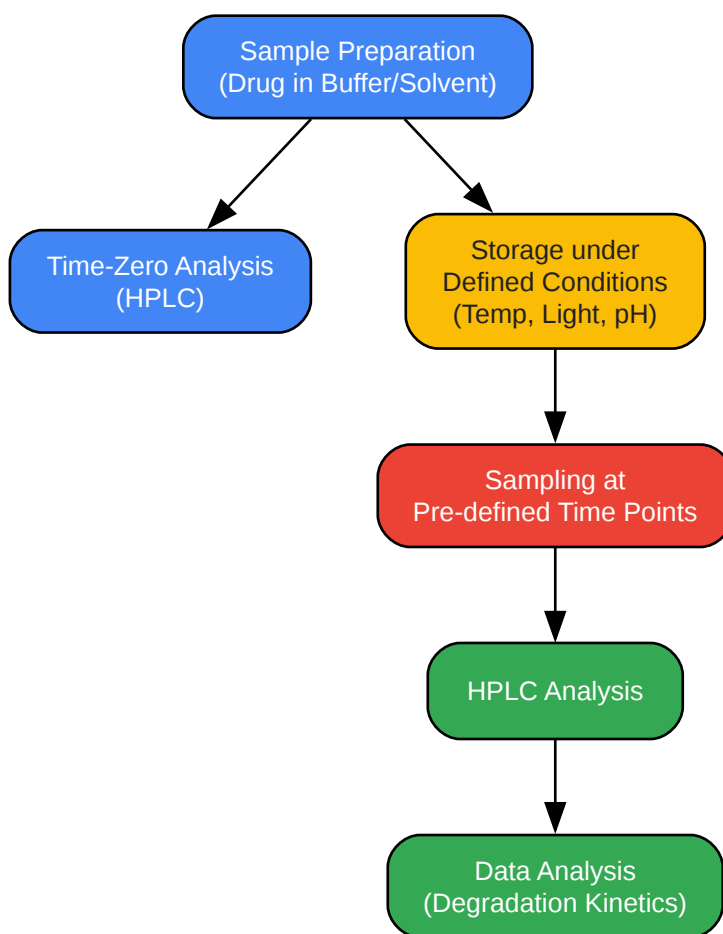 Sample Preparation
(Drug in Buffer/Solvent)
Time-Zero Analysis
(HPLC)
Storage under
Defined Conditions
(Temp, Light, pH)
Sampling at
Pre-defined Time Points
HPLC Analysis
Data Analysis
(Degradation Kinetics)